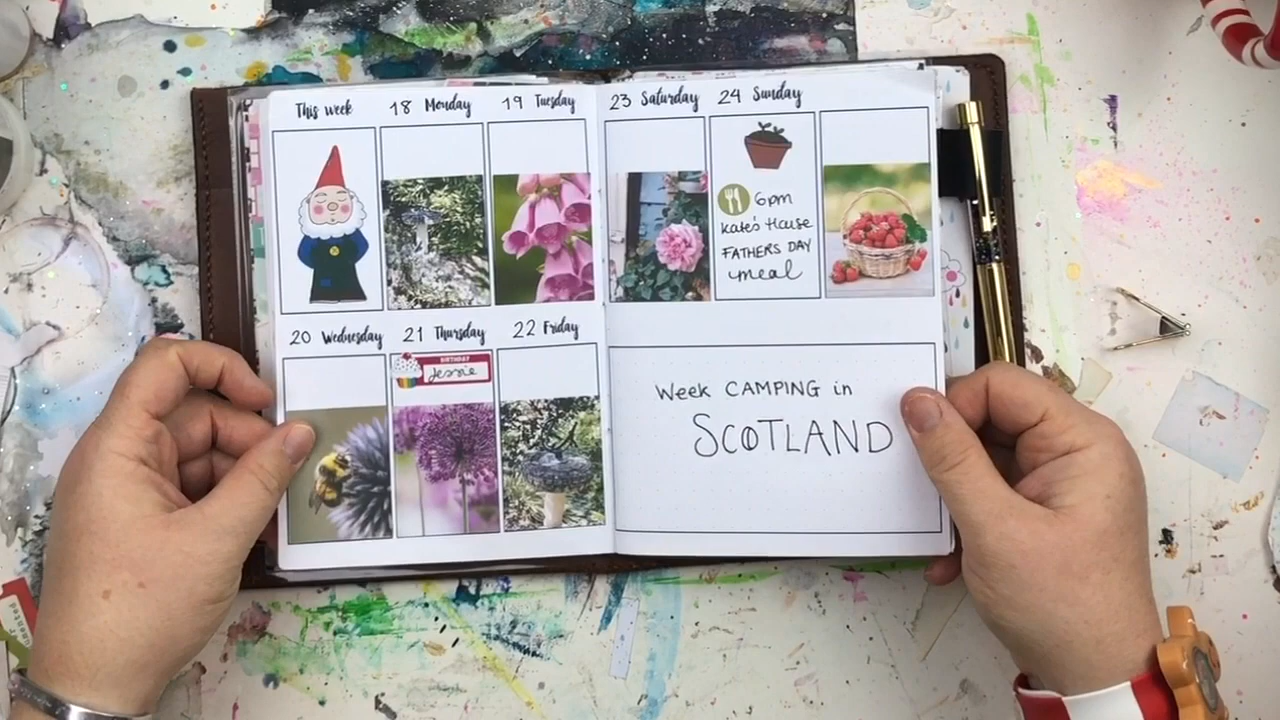 This week
18 Monday
19 Tuesday
20 Wednesday
21 Thursday
BIRTHDAY
Jessie
22 Friday
23 Saturday
24 Sunday
6pm
Kate's House
FATHERS DAY
meal
Week CAMPING in
SCOTLAND